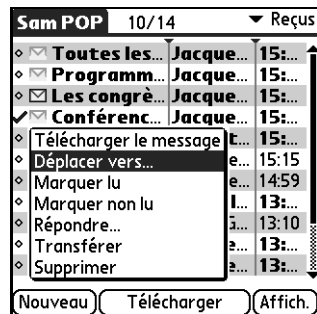 Sam POP 10/14 Reçus
Toutes les... Jacque... 15:...
Programm... Jacque... 15:...
Les congrè... Jacque... 15:...
Conférenc... Jacque... 15:...
Télécharger le message t... 15:...
Déplacer vers... e... 15:15
Marquer lu e... 14:59
Marquer non lu l... 13:...
Répondre... G... 13:10
Transférer e... 13:...
Supprimer e... 13:...
Nouveau Télécharger Affich.